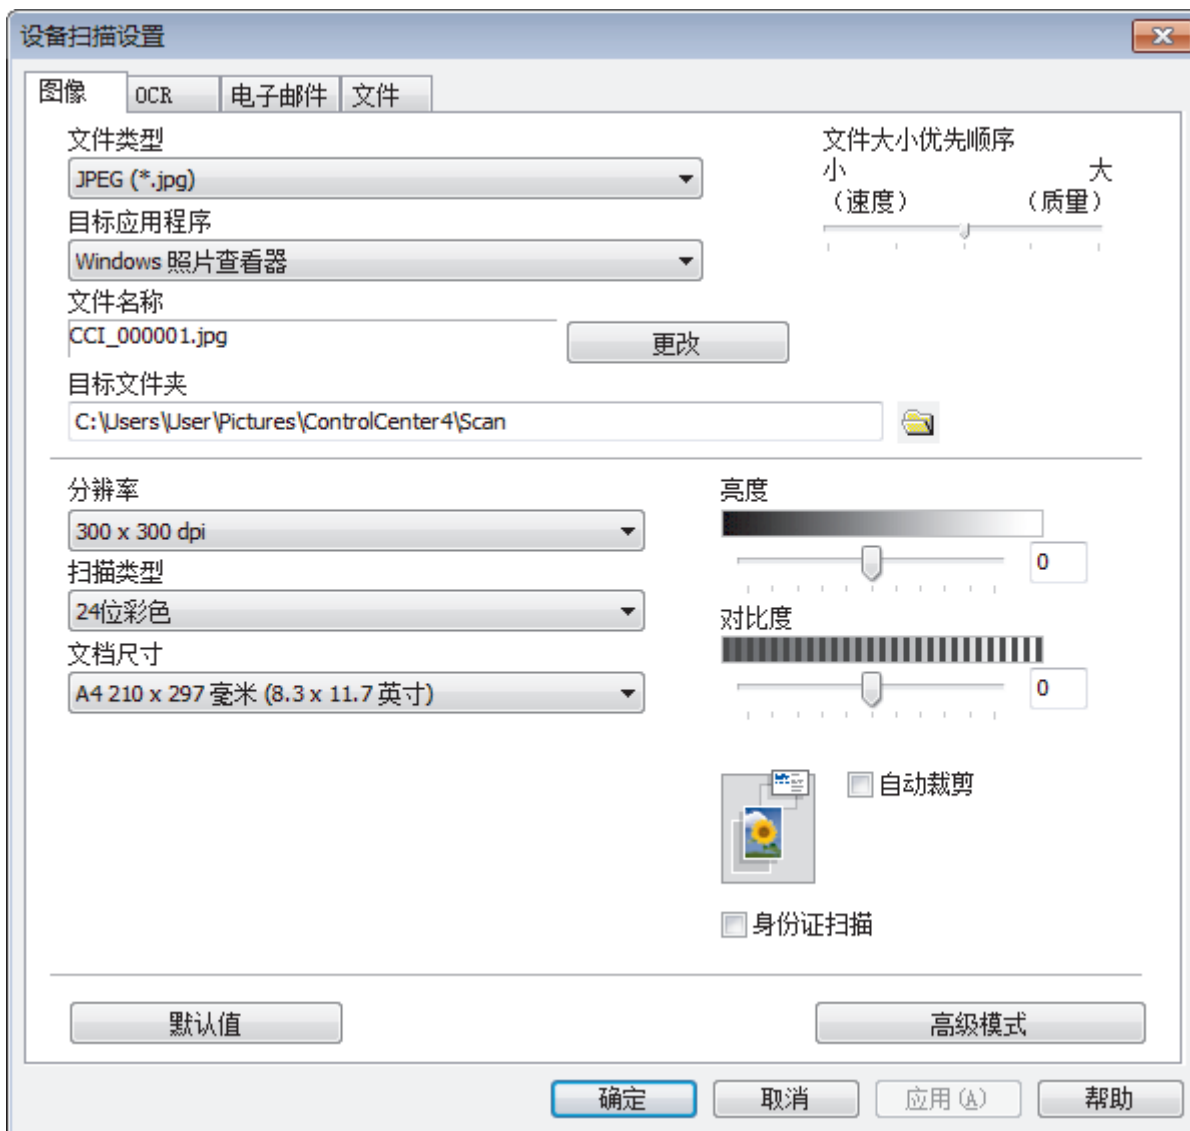 设备扫描设置
图像 OCR 电子邮件 文件
文件类型
JPEG (*.jpg)
目标应用程序
Windows 照片查看器
文件名称
CCI_000001.jpg
更改
目标文件夹
C:\Users\User\Pictures\ControlCenter4\Scan
文件大小优先顺序
小 大
（速度） （质量）
分辨率
300 x 300 dpi
扫描类型
24位彩色
文档尺寸
A4 210 x 297 毫米 (8.3 x 11.7 英寸)
亮度
0
对比度
0
自动裁剪
身份证扫描
默认值 高级模式
确定 取消 应用(A) 帮助